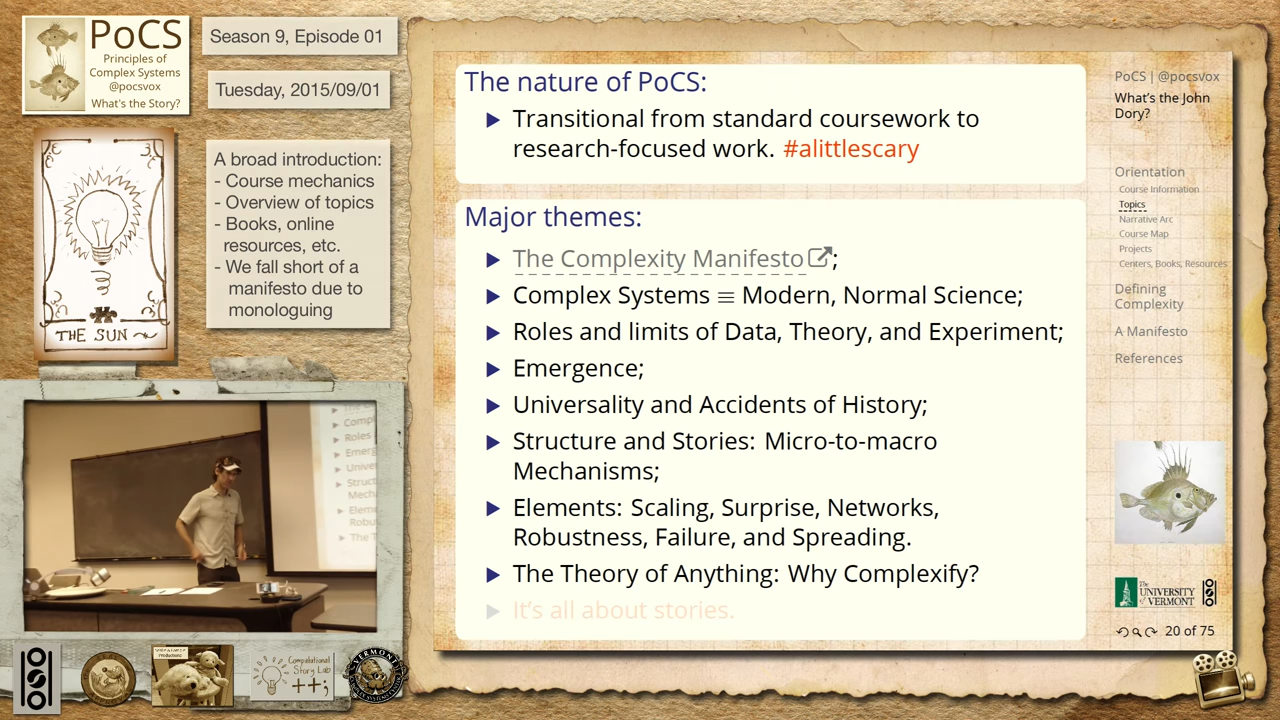 PoCS
Principles of
Complex Systems
@pocsvox
What's the Story?
Season 9, Episode 01
Tuesday, 2015/09/01
A broad introduction:
- Course mechanics
- Overview of topics
- Books, online
resources, etc.
- We fall short of a
manifesto due to
monologuing
THE SUN
The nature of PoCS:
▶ Transitional from standard coursework to
research-focused work. #alittlescary
Major themes:
▶ The Complexity Manifesto;
▶ Complex Systems ≡ Modern, Normal Science;
▶ Roles and limits of Data, Theory, and Experiment;
▶ Emergence;
▶ Universality and Accidents of History;
▶ Structure and Stories: Micro-to-macro
Mechanisms;
▶ Elements: Scaling, Surprise, Networks,
Robustness, Failure, and Spreading.
▶ The Theory of Anything: Why Complexify?
▶ It's all about stories.
PoCS | @pocsvox
What's the John
Dory?
Orientation
Course Information
Topics
Narrative Arc
Course Map
Projects
Centers, Books, Resources
Defining
Complexity
A Manifesto
References
The
UNIVERSITY
of VERMONT
20 of 75
Computational
Story Lab
++;
VERMONT